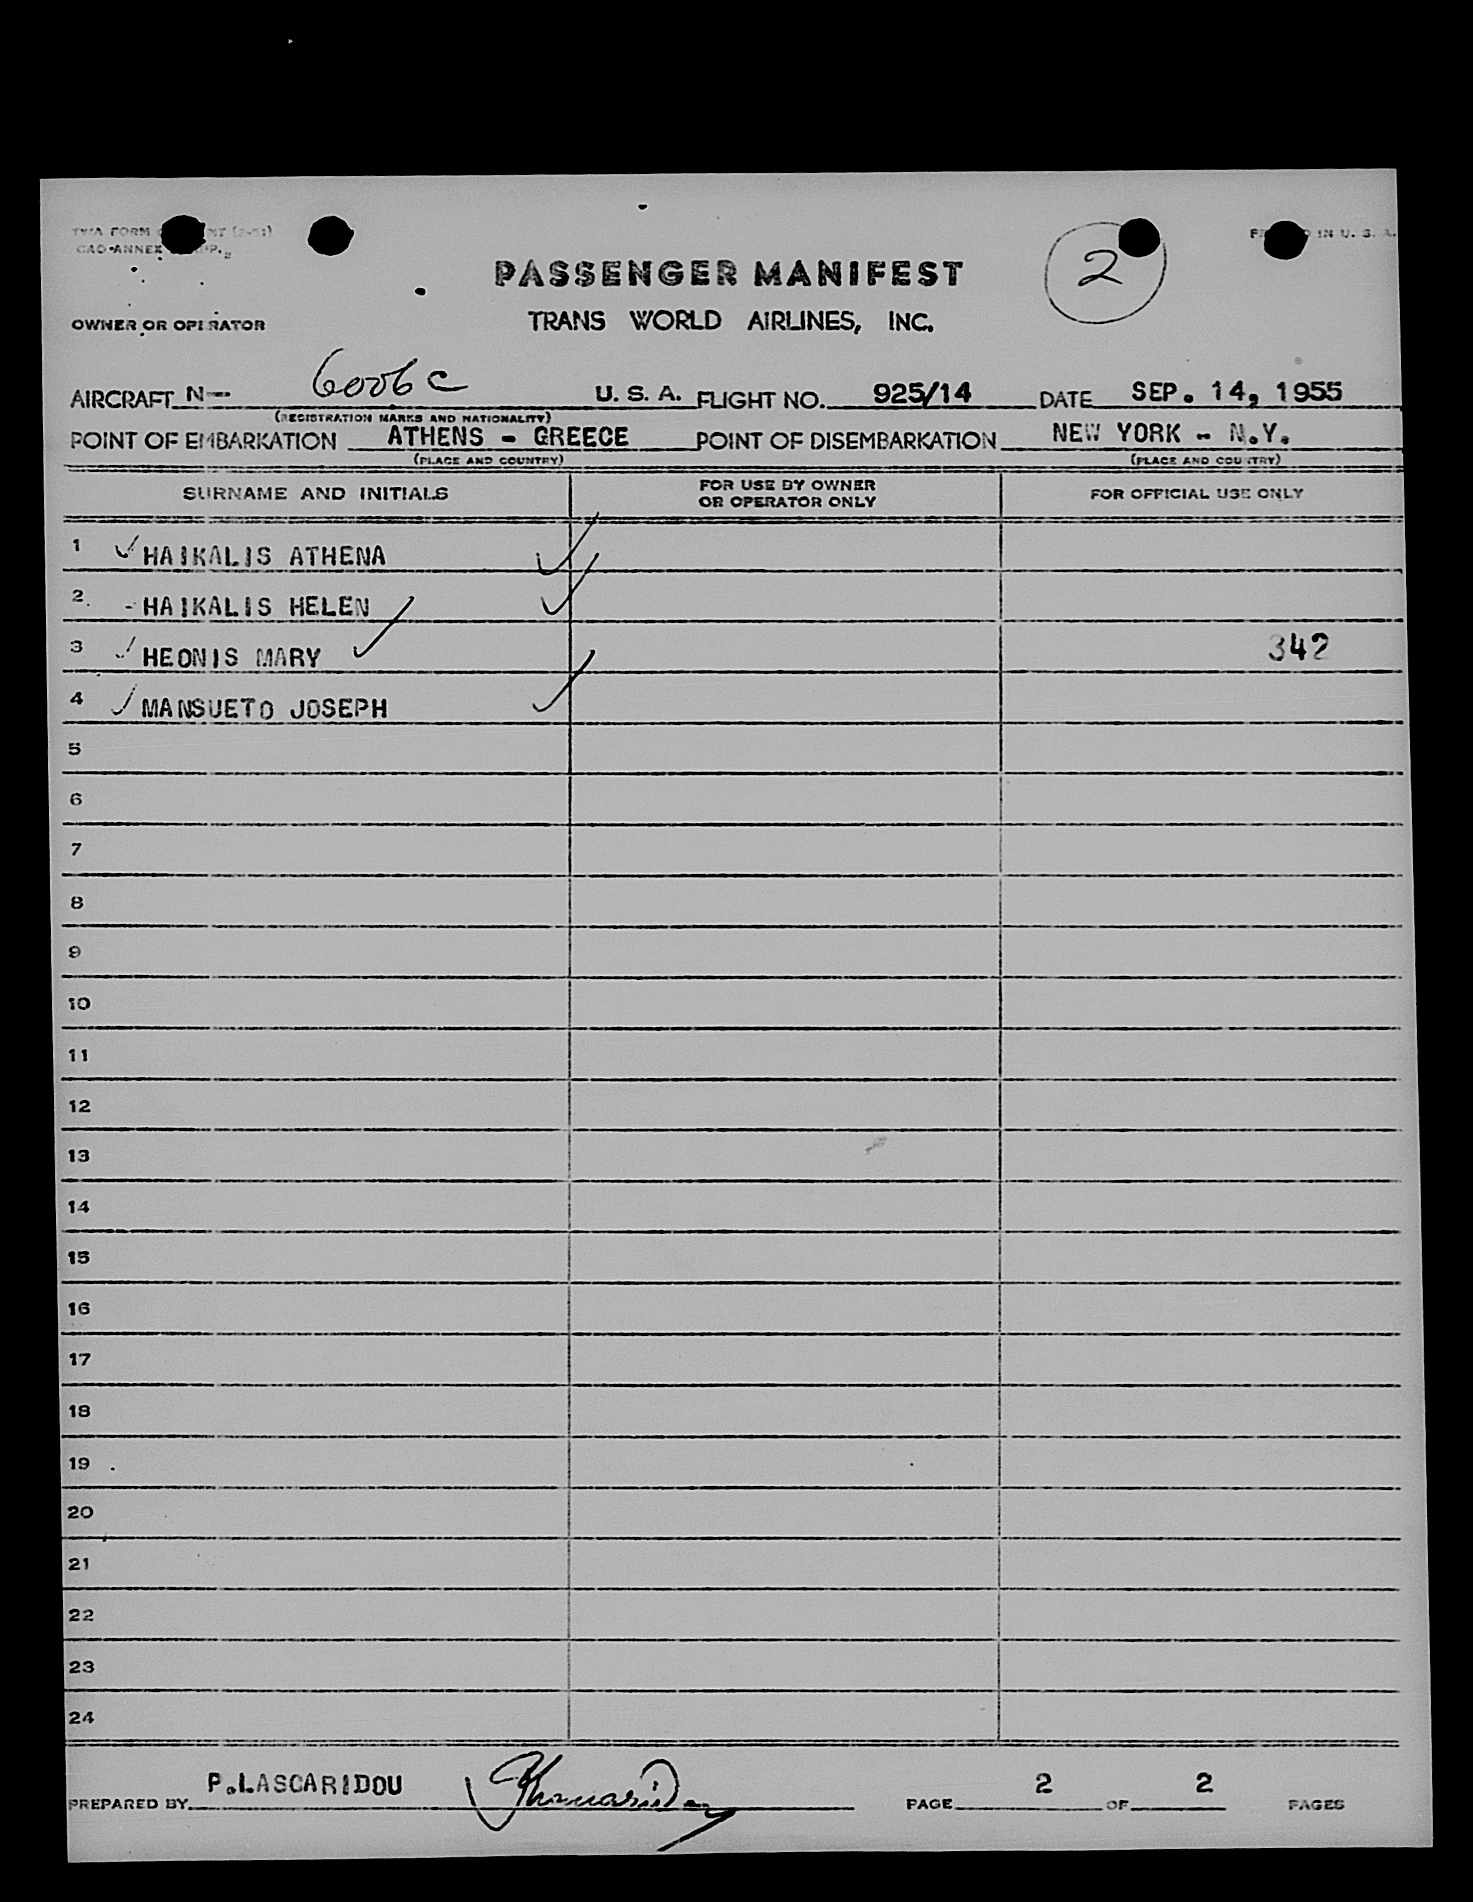 TWA FORM
2
IN U. S. A.
PASSENGER MANIFEST
OWNER OR OPERATOR
TRANS WORLD AIRLINES, INC.
AIRCRAFT N-- 6006C U. S. A. FLIGHT NO. 925/14 DATE SEP. 14, 1955
(REGISTRATION MARKS AND NATIONALITY)
POINT OF EMBARKATION ATHENS - GREECE POINT OF DISEMBARKATION NEW YORK - N.Y.
(PLACE AND COUNTRY) (PLACE AND COUNTRY)
SURNAME AND INITIALS FOR USE BY OWNER OR OPERATOR ONLY FOR OFFICIAL USE ONLY
1 HAIKALIS ATHENA
2 HAIKALIS HELEN
3 HEONIS MARY 342
4 MANSUETO JOSEPH
5
6
7
8
9
10
11
12
13
14
15
16
17
18
19
20
21
22
23
24
PREPARED BY P.LASCARIDOU PAGE 2 OF 2 PAGES